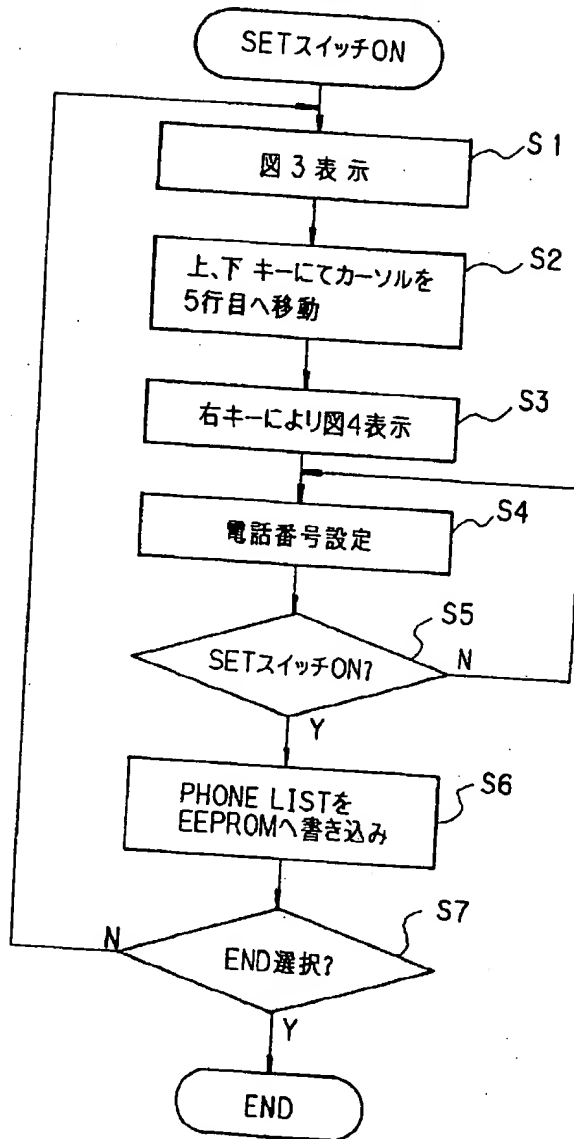 SETスイッチON
S1
図3表示
S2
上、下 キーにてカーソルを
5行目へ移動
S3
右キーにより図4表示
S4
電話番号設定
S5
SETスイッチON?
N
Y
S6
PHONE LISTを
EEPROMへ書き込み
S7
N
END選択?
Y
END